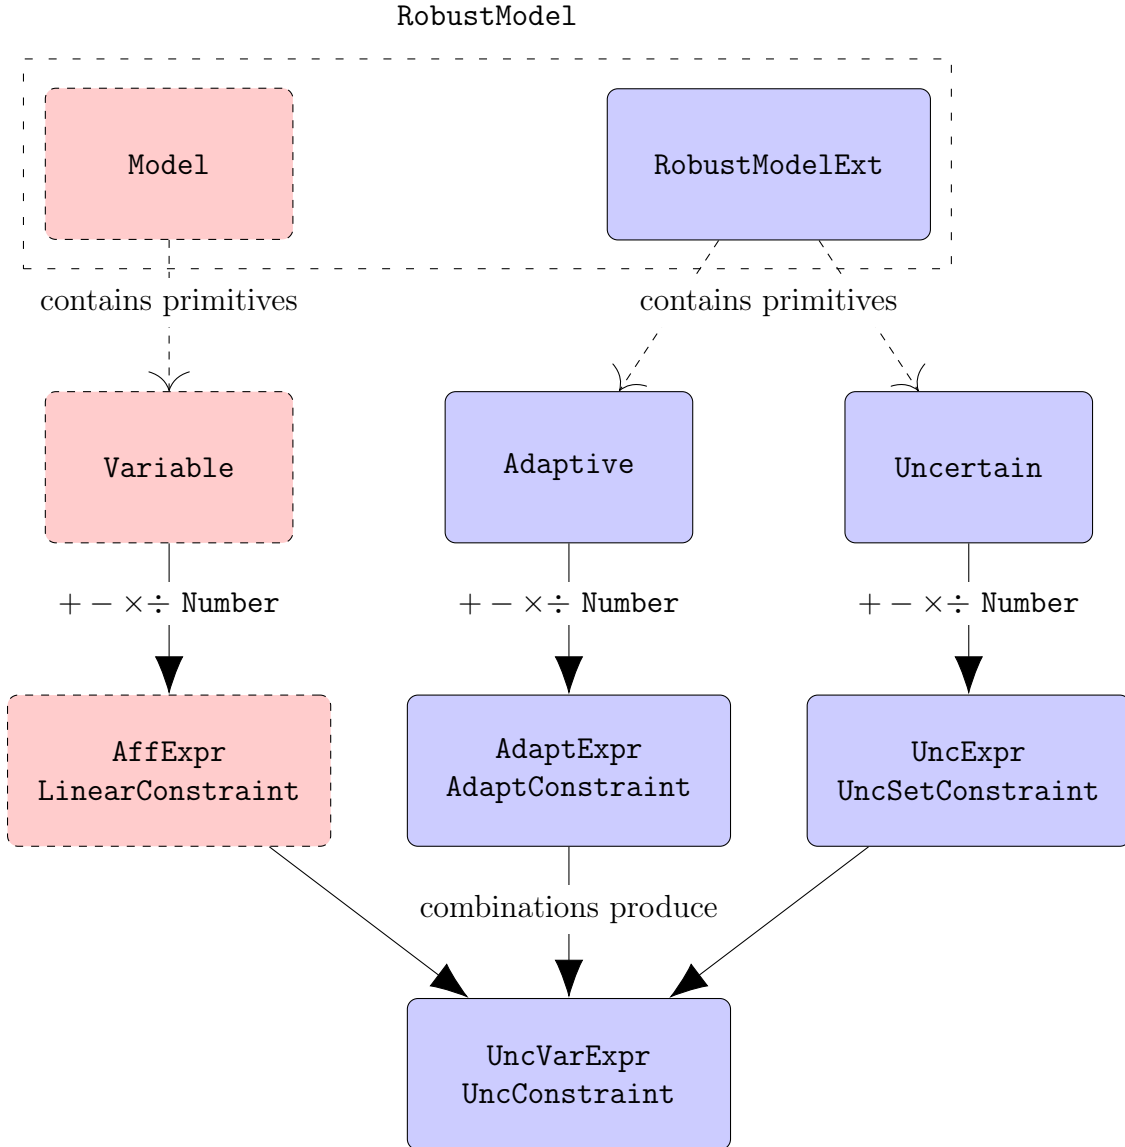 RobustModel
Model
RobustModelExt
contains primitives
contains primitives
Variable
Adaptive
Uncertain
+ − ×÷ Number
+ − ×÷ Number
+ − ×÷ Number
AffExpr
LinearConstraint
AdaptExpr
AdaptConstraint
UncExpr
UncSetConstraint
combinations produce
UncVarExpr
UncConstraint